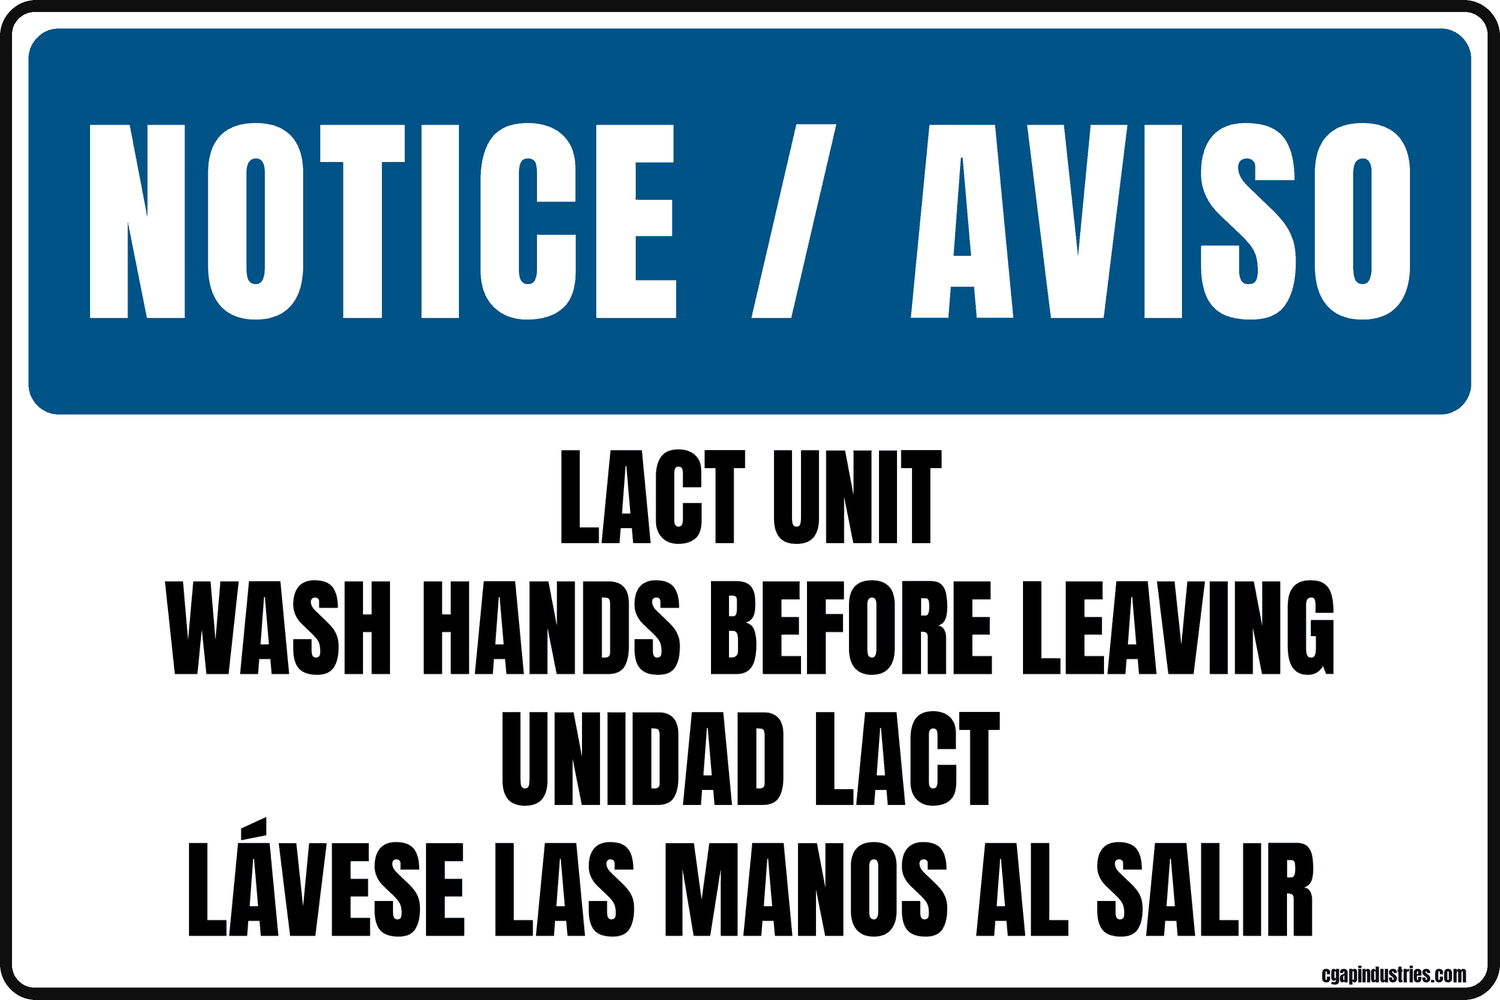 NOTICE / AVISO
LACT UNIT
WASH HANDS BEFORE LEAVING
UNIDAD LACT
LÁVESE LAS MANOS AL SALIR
cgapindustries.com